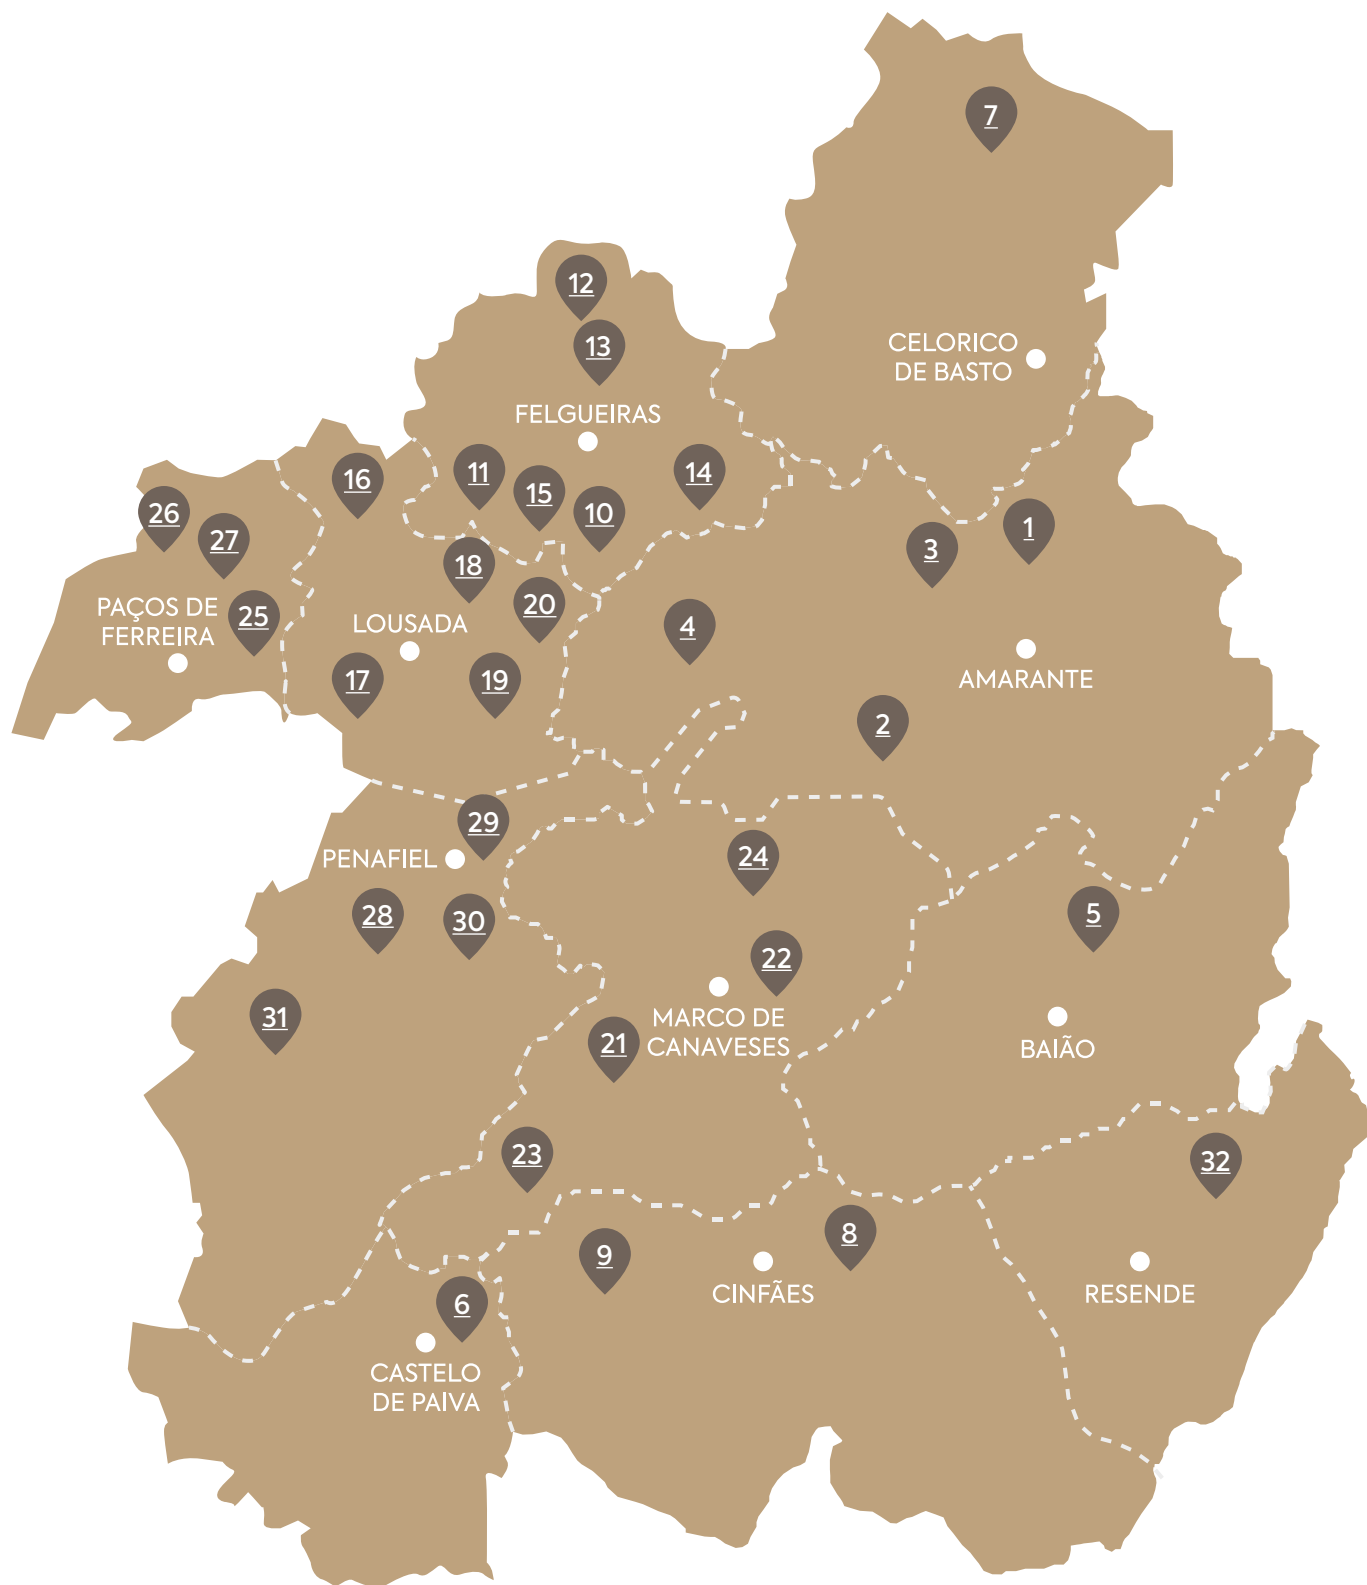 7
12
13
CELORICO
DE BASTO
FELGUEIRAS
16
11
14
15
26
10
27
1
3
18
PAÇOS DE
FERREIRA
25
20
LOUSADA
4
17
19
AMARANTE
2
29
PENAFIEL
24
28
30
5
22
31
MARCO DE
CANAVESES
21
BAIÃO
23
32
8
9
CINFÃES
RESENDE
6
CASTELO
DE PAIVA